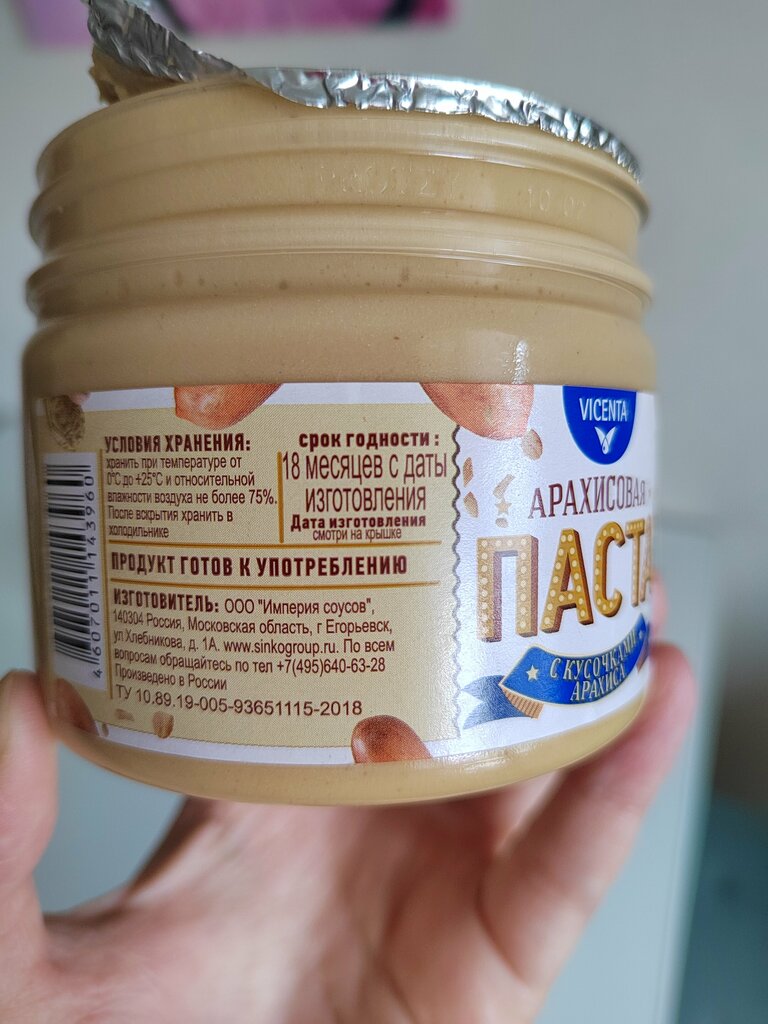 УСЛОВИЯ ХРАНЕНИЯ:
хранить при температуре от
0°С до +25°С и относительной
влажности воздуха не более 75%.
После вскрытия хранить в
холодильнике
СРОК ГОДНОСТИ :
18 месяцев с даты
изготовления
Дата изготовления
смотри на крышке
ПРОДУКТ ГОТОВ К УПОТРЕБЛЕНИЮ
ИЗГОТОВИТЕЛЬ: ООО "Империя соусов",
140304 Россия, Московская область, г Егорьевск,
ул Хлебникова, д. 1А. www.sinkogroup.ru. По всем
вопросам обращайтесь по тел +7(495)640-63-28
Произведено в России
ТУ 10.89.19-005-93651115-2018
4 607011 143960
VICENTA
АРАХИСОВАЯ
ПАСТА
С КУСОЧКАМИ
АРАХИСА